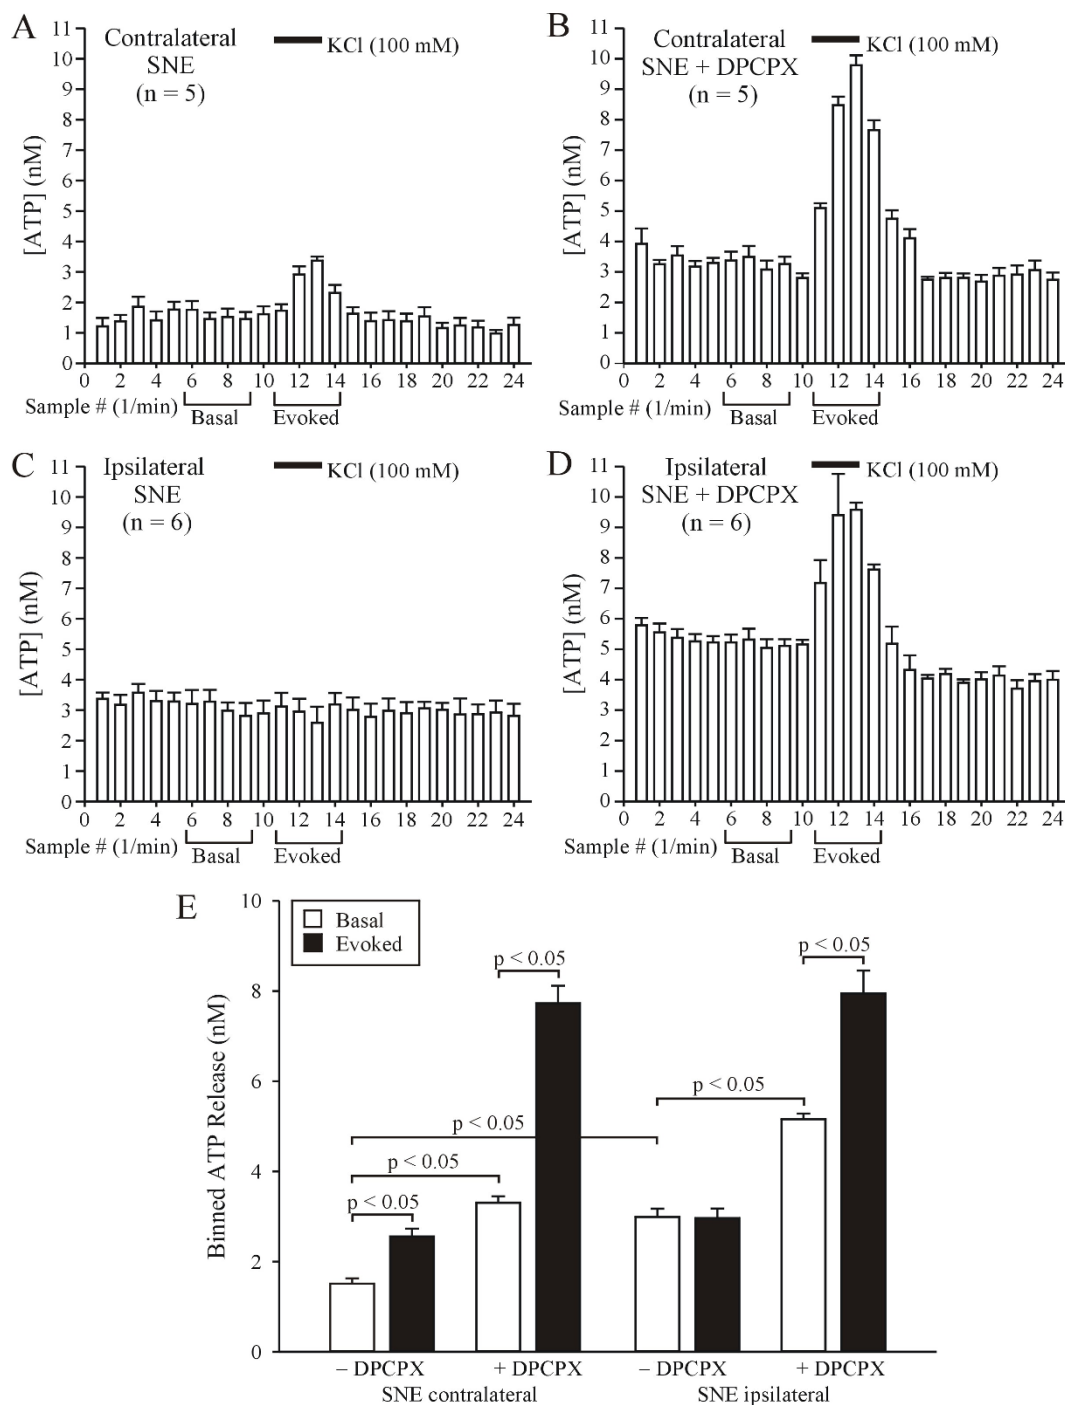 A
Contralateral
SNE
(n = 5)
KCl (100 mM)
[ATP] (nM)
11
10
9
8
7
6
5
4
3
2
1
0
0 2 4 6 8 10 12 14 16 18 20 22 24
Sample # (1/min)
Basal
Evoked
B
Contralateral
SNE + DPCPX
(n = 5)
KCl (100 mM)
[ATP] (nM)
11
10
9
8
7
6
5
4
3
2
1
0
0 2 4 6 8 10 12 14 16 18 20 22 24
Sample # (1/min)
Basal
Evoked
C
Ipsilateral
SNE
(n = 6)
KCl (100 mM)
[ATP] (nM)
11
10
9
8
7
6
5
4
3
2
1
0
0 2 4 6 8 10 12 14 16 18 20 22 24
Sample # (1/min)
Basal
Evoked
D
Ipsilateral
SNE + DPCPX
(n = 6)
KCl (100 mM)
[ATP] (nM)
11
10
9
8
7
6
5
4
3
2
1
0
0 2 4 6 8 10 12 14 16 18 20 22 24
Sample # (1/min)
Basal
Evoked
E
Basal
Evoked
Binned ATP Release (nM)
10
8
6
4
2
0
p < 0.05
p < 0.05
p < 0.05
p < 0.05
p < 0.05
p < 0.05
– DPCPX + DPCPX – DPCPX + DPCPX
SNE contralateral SNE ipsilateral